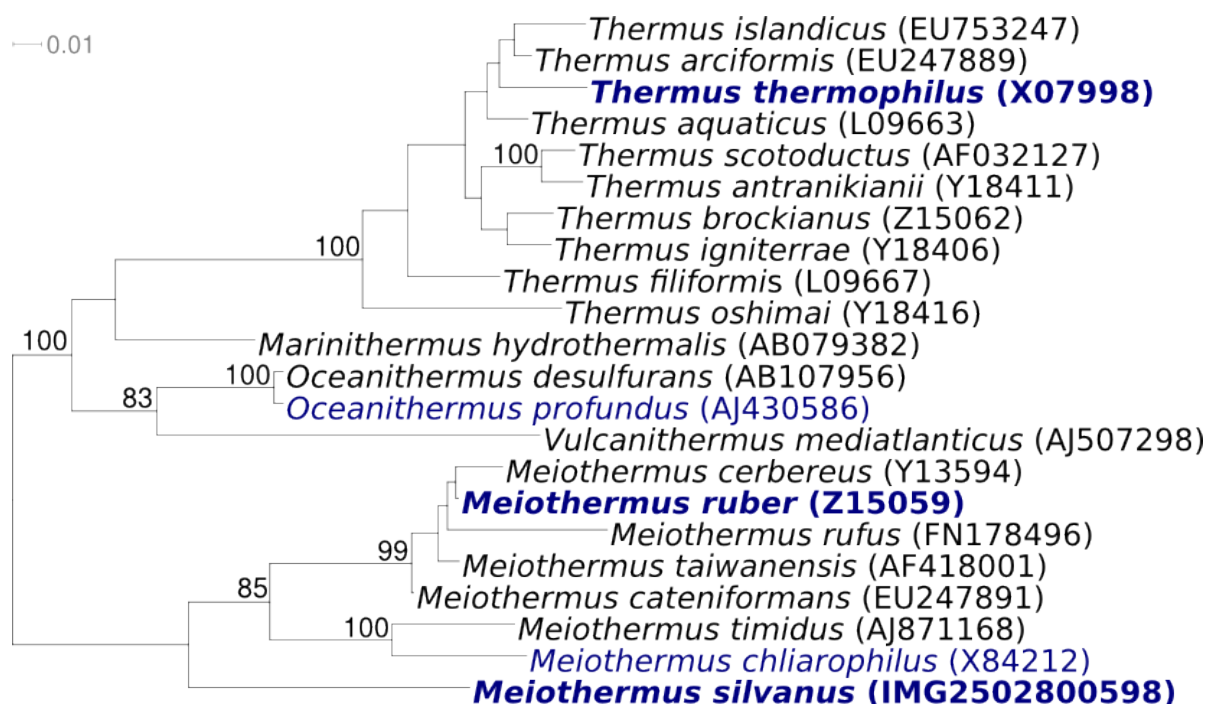 0.01
Thermus islandicus (EU753247)
Thermus arciformis (EU247889)
Thermus thermophilus (X07998)
Thermus aquaticus (L09663)
100
Thermus scotoductus (AF032127)
Thermus antranikianii (Y18411)
Thermus brockianus (Z15062)
100
Thermus igniterrae (Y18406)
Thermus filiformis (L09667)
Thermus oshimai (Y18416)
100
Marinithermus hydrothermalis (AB079382)
100
Oceanithermus desulfurans (AB107956)
83
Oceanithermus profundus (AJ430586)
Vulcanithermus mediatlanticus (AJ507298)
Meiothermus cerbereus (Y13594)
Meiothermus ruber (Z15059)
Meiothermus rufus (FN178496)
99
Meiothermus taiwanensis (AF418001)
85
Meiothermus cateniformans (EU247891)
100
Meiothermus timidus (AJ871168)
Meiothermus chliarophilus (X84212)
Meiothermus silvanus (IMG2502800598)